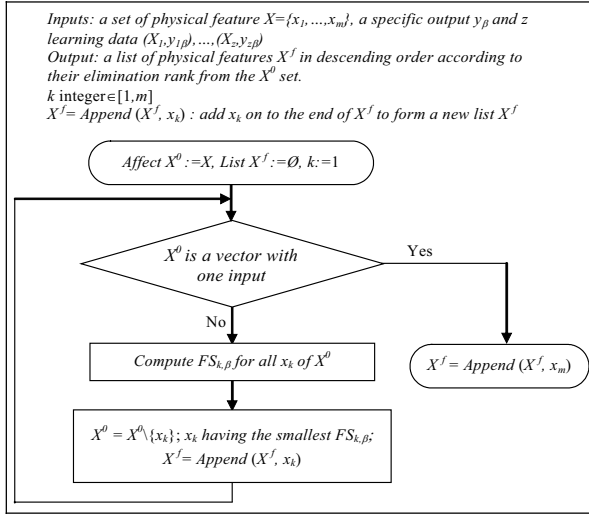 Inputs: a set of physical feature X={x₁,...,xₘ}, a specific output yᵦ and z
learning data (X₁,y₁ᵦ),...,(X_z,y_zβ)
Output: a list of physical features Xᶠ in descending order according to
their elimination rank from the X⁰ set.
k integer∈[1,m]
Xᶠ= Append (Xᶠ, xₖ) : add xₖ on to the end of Xᶠ to form a new list Xᶠ
Affect X⁰ :=X, List Xᶠ:=Ø, k:=1
X⁰ is a vector with
one input
Yes
No
Compute FSₖ,ᵦ for all xₖ of X⁰
Xᶠ = Append (Xᶠ, xₘ)
X⁰ = X⁰\{xₖ}; xₖ having the smallest FSₖ,ᵦ;
Xᶠ= Append (Xᶠ, xₖ)